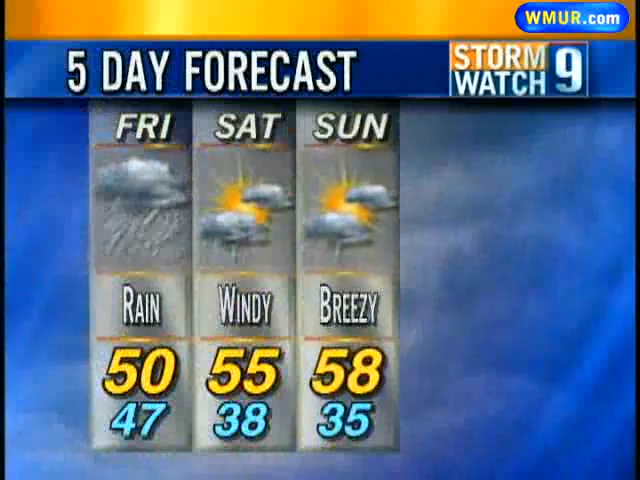 WMUR.com
5 DAY FORECAST
STORM
WATCH 9
FRI SAT SUN
RAIN WINDY BREEZY
50 55 58
47 38 35